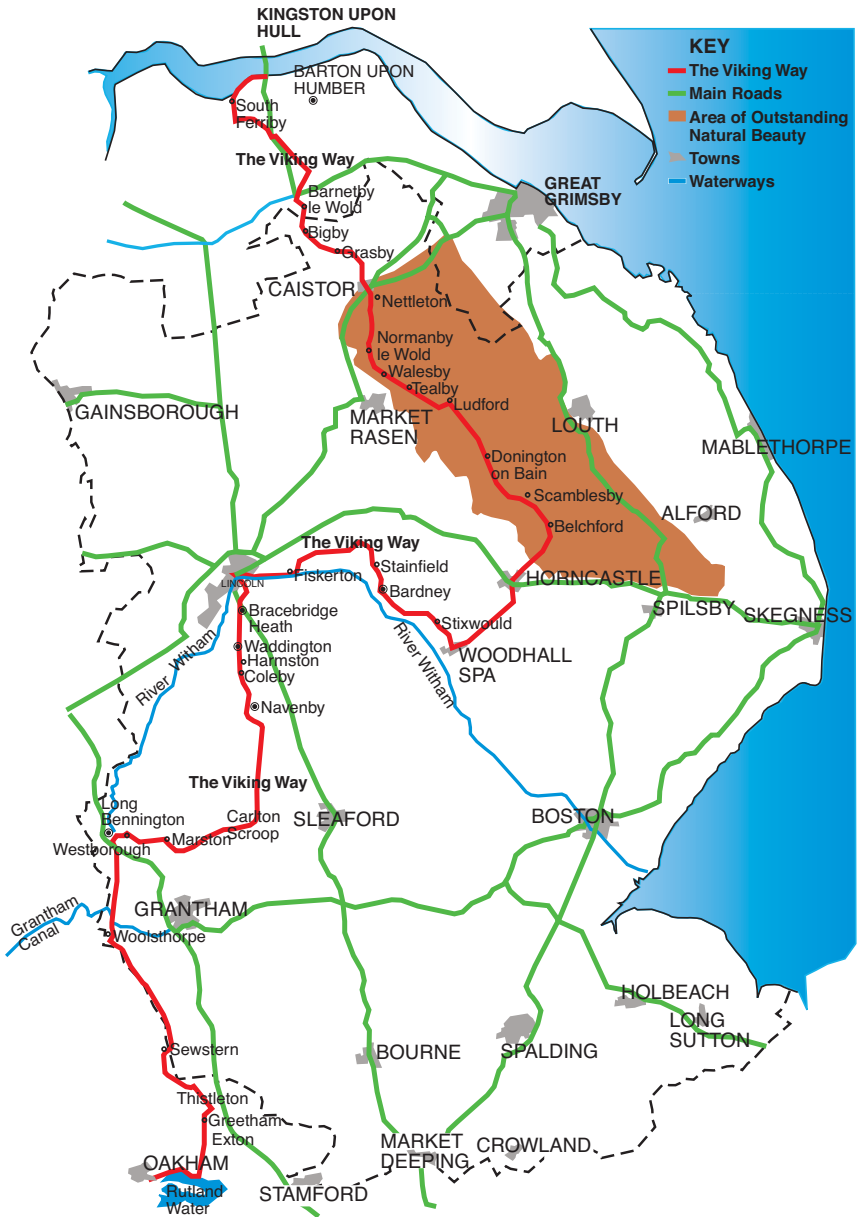 KINGSTON UPON
HULL
KEY
The Viking Way
Main Roads
Area of Outstanding
Natural Beauty
Towns
Waterways
BARTON UPON
HUMBER
South
Ferriby
The Viking Way
Barnetby
le Wold
GREAT
GRIMSBY
Bigby
Grasby
CAISTOR
Nettleton
Normanby
le Wold
Walesby
Tealby
Ludford
GAINSBOROUGH
MARKET
RASEN
LOUTH
MABLETHORPE
Donington
on Bain
Scamblesby
ALFORD
Belchford
The Viking Way
Stainfield
Fiskerton
LINCOLN
Bardney
HORNCASTLE
Bracebridge
Heath
Stixwould
SPILSBY
SKEGNESS
River Witham
River Witham
Waddington
Harmston
Coleby
WOODHALL
SPA
Navenby
The Viking Way
Long
Bennington
Carlton
Scroop
Marston
Westborough
SLEAFORD
BOSTON
GRANTHAM
Grantham
Canal
Woolsthorpe
HOLBEACH
LONG
SUTTON
Sewstern
BOURNE
SPALDING
Thistleton
Greetham
Exton
MARKET
DEEPING
CROWLAND
OAKHAM
Rutland
Water
STAMFORD